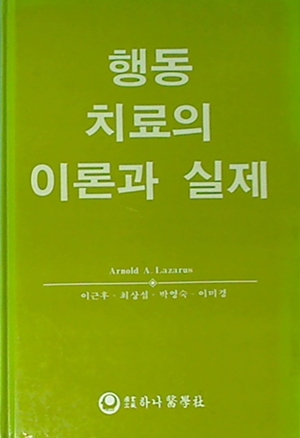 행동
치료의
이론과 실제
Arnold A. Lazarus
이근후 · 최상섭 · 박영숙 · 이미경
하나醫學社